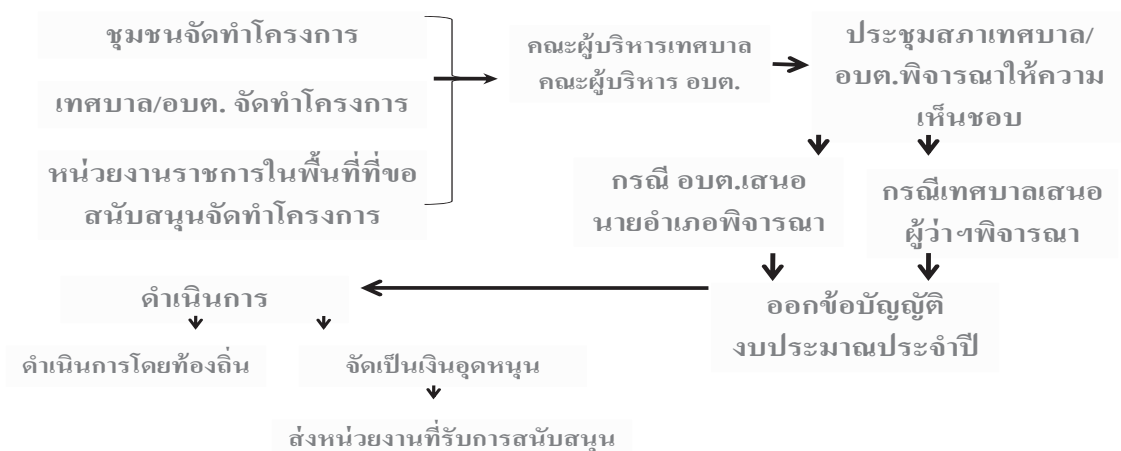 ชุมชนจัดทำโครงการ
เทศบาล/อบต. จัดทำโครงการ
หน่วยงานราชการในพื้นที่ที่ขอ
สนับสนุนจัดทำโครงการ
คณะผู้บริหารเทศบาล
คณะผู้บริหาร อบต.
ประชุมสภาเทศบาล/
อบต.พิจารณาให้ความ
เห็นชอบ
กรณี อบต.เสนอ
นายอำเภอพิจารณา
กรณีเทศบาลเสนอ
ผู้ว่าฯพิจารณา
ออกข้อบัญญัติ
งบประมาณประจำปี
ดำเนินการ
ดำเนินการโดยท้องถิ่น
จัดเป็นเงินอุดหนุน
ส่งหน่วยงานที่รับการสนับสนุน